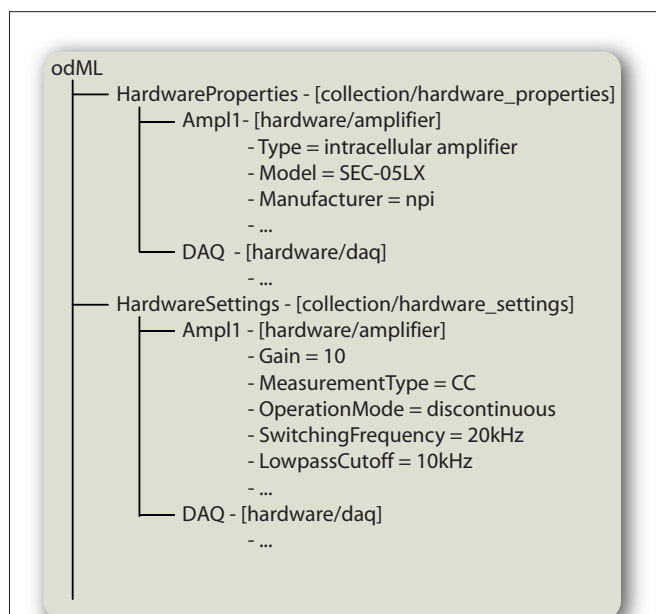 odML
HardwareProperties - [collection/hardware_properties]
Ampl1- [hardware/amplifier]
- Type = intracellular amplifier
- Model = SEC-05LX
- Manufacturer = npi
- ...
DAQ - [hardware/daq]
- ...
HardwareSettings - [collection/hardware_settings]
Ampl1 - [hardware/amplifier]
- Gain = 10
- MeasurementType = CC
- OperationMode = discontinuous
- SwitchingFrequency = 20kHz
- LowpassCutoff = 10kHz
- ...
DAQ - [hardware/daq]
- ...